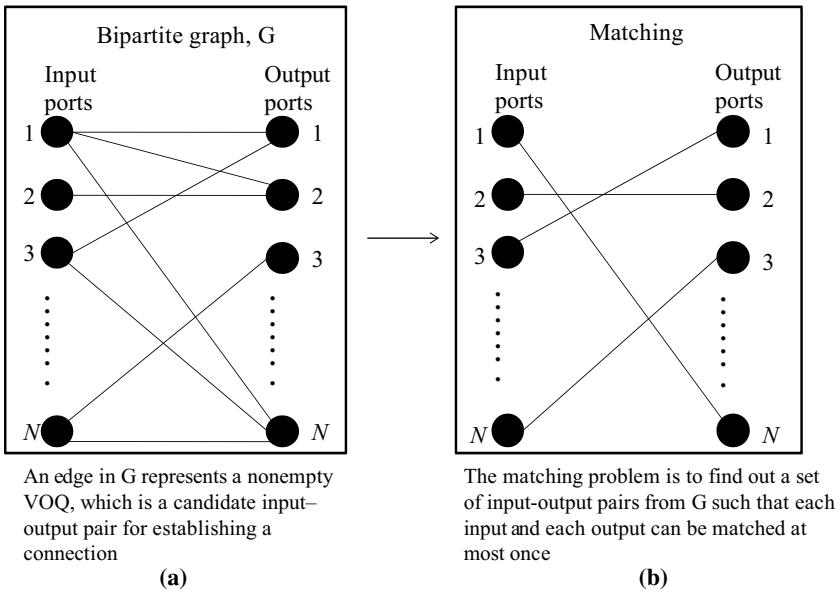 Bipartite graph, G
Input ports
Output ports
1 1
2 2
3 3
N N
An edge in G represents a nonempty
VOQ, which is a candidate input–
output pair for establishing a
connection
(a)
Matching
Input ports
Output ports
1 1
2 2
3 3
N N
The matching problem is to find out a set
of input-output pairs from G such that each
input and each output can be matched at
most once
(b)